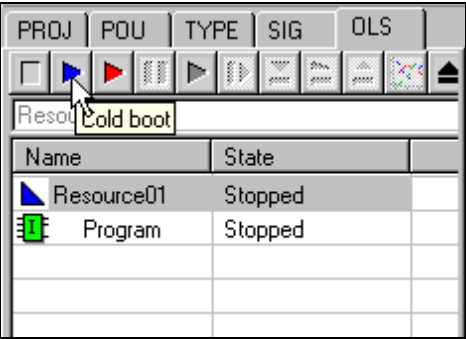 PROJ POU TYPE SIG OLS
Cold boot
Name State
Resource01 Stopped
I Program Stopped